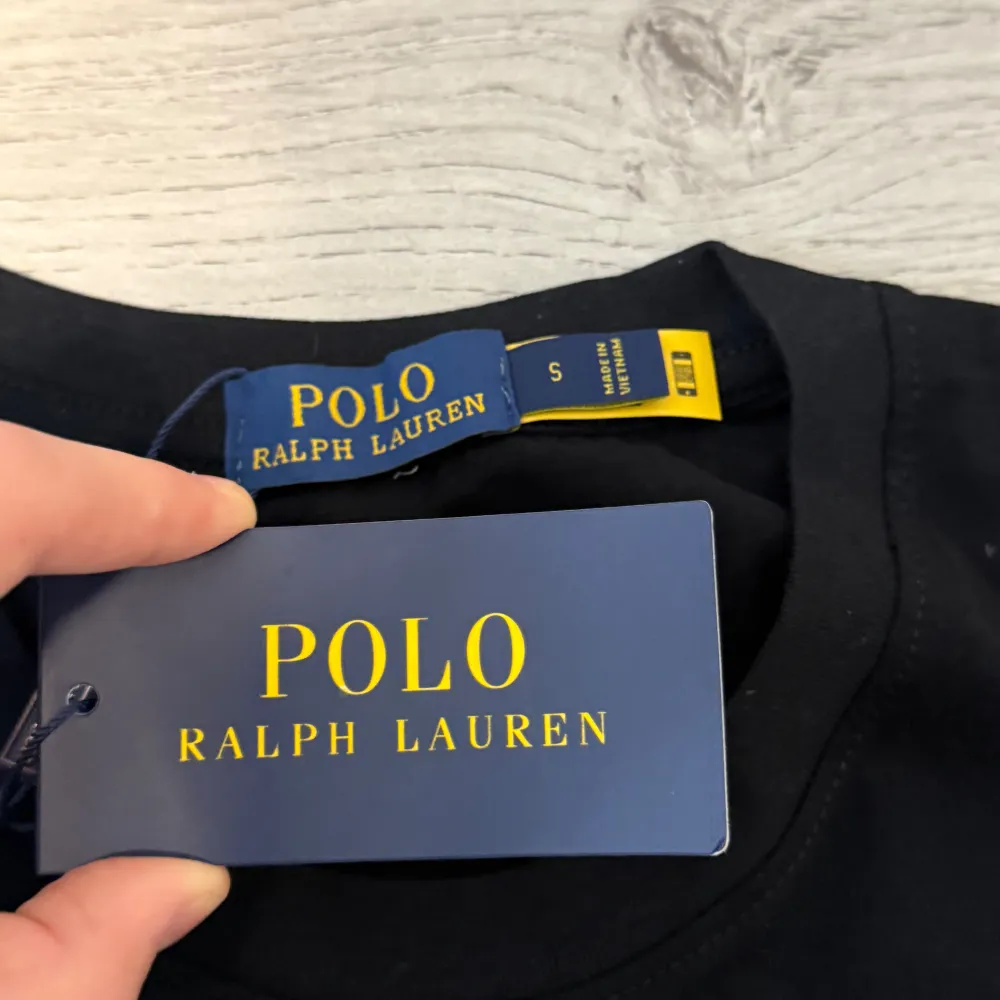 POLO
RALPH LAUREN
S
MADE IN
VIETNAM
POLO
RALPH LAUREN